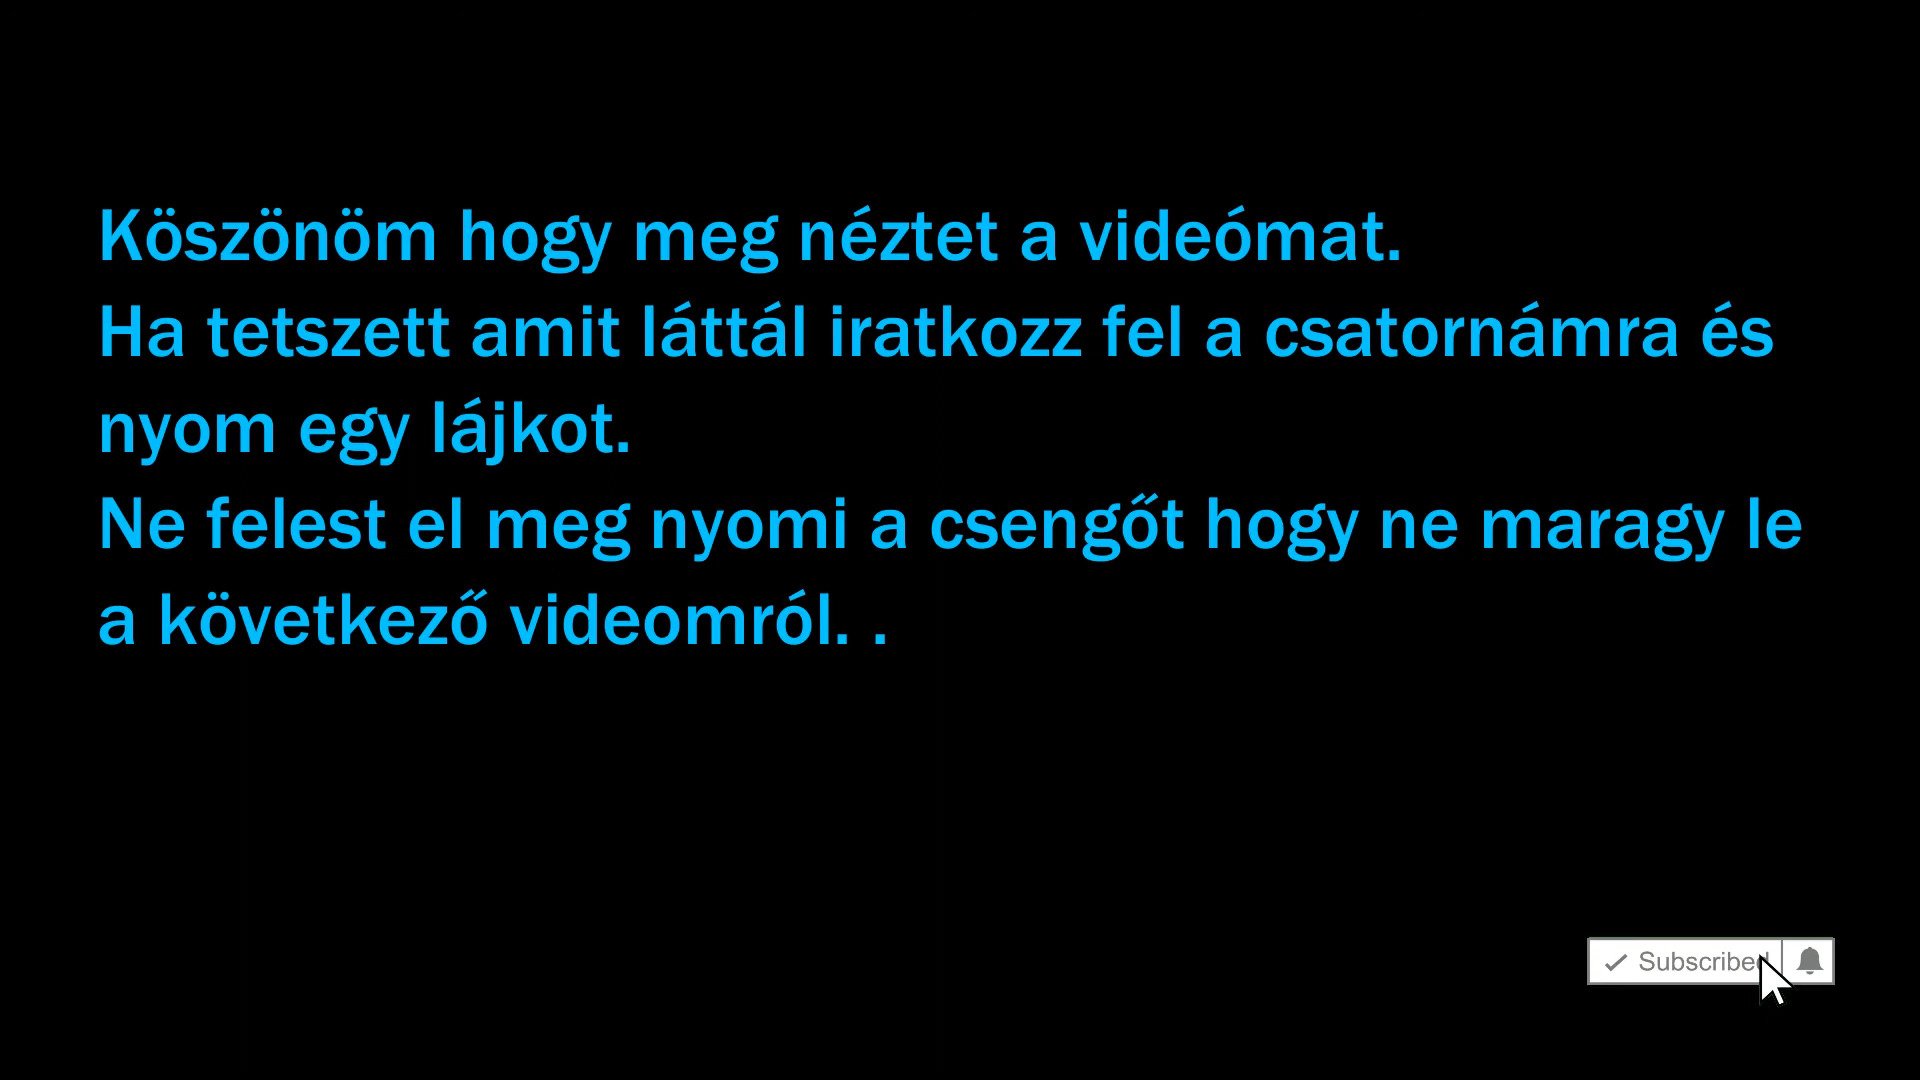 Köszönöm hogy meg néztet a videómat.
Ha tetszett amit láttál iratkozz fel a csatornámra és
nyom egy lájkot.
Ne felest el meg nyomi a csengőt hogy ne maragy le
a következő videomról. .
Subscribed